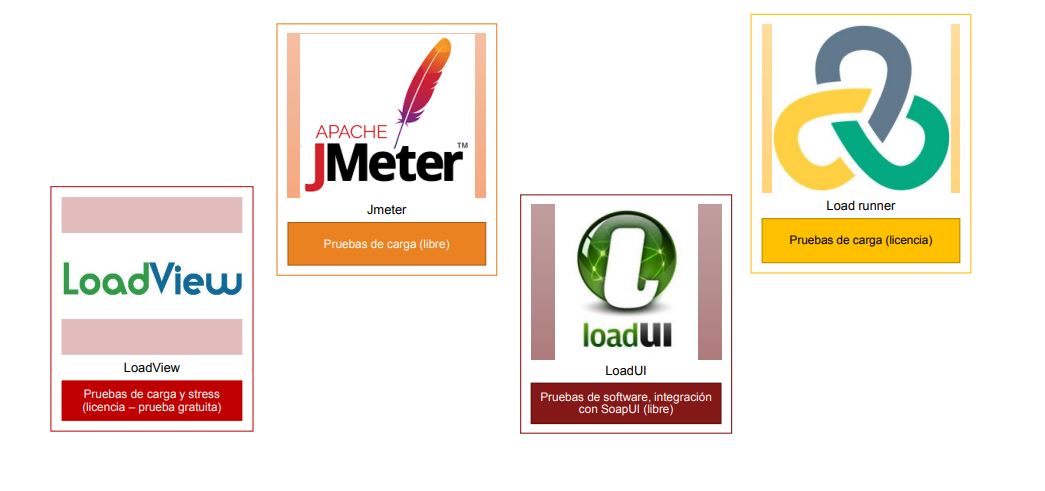 LoadView
LoadView
Pruebas de carga y stress
(licencia – prueba gratuita)
APACHE
JMeter™
Jmeter
Pruebas de carga (libre)
loadUI
LoadUI
Pruebas de software, integración
con SoapUI (libre)
Load runner
Pruebas de carga (licencia)